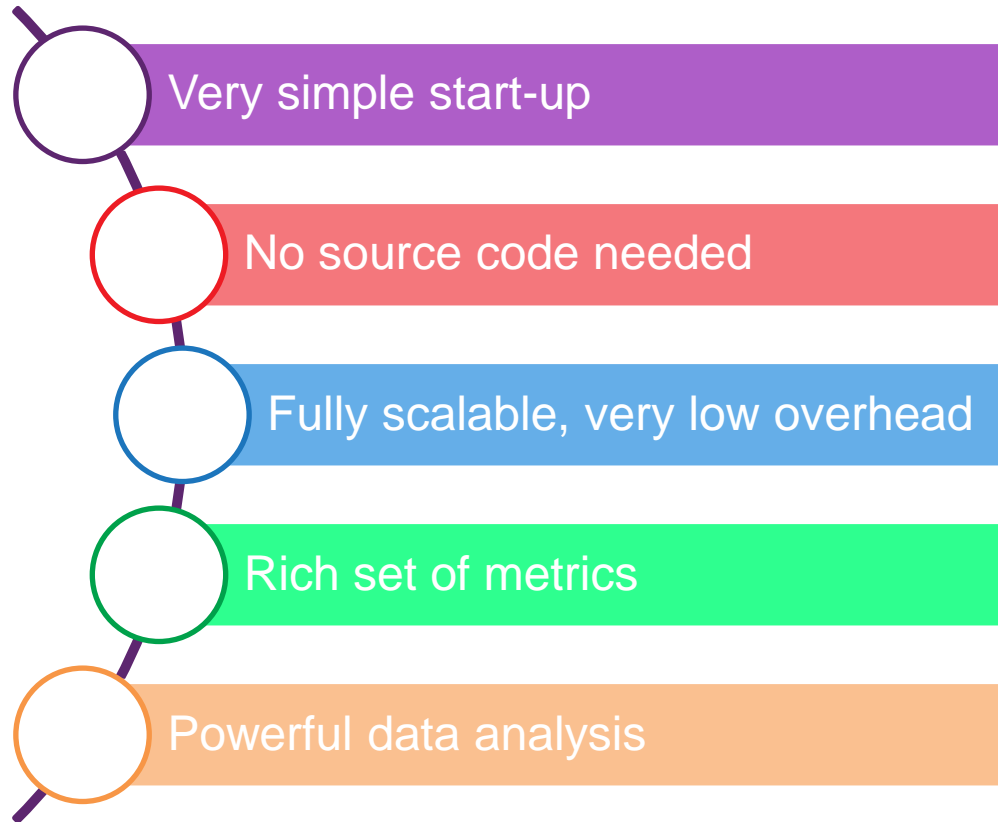 Very simple start-up
No source code needed
Fully scalable, very low overhead
Rich set of metrics
Powerful data analysis